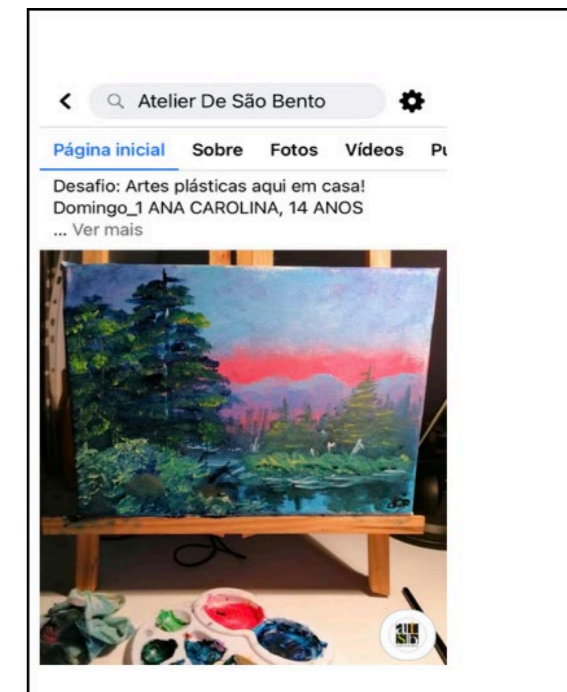 Atelier De São Bento
Página inicial Sobre Fotos Vídeos Pu
Desafio: Artes plásticas aqui em casa!
Domingo_1 ANA CAROLINA, 14 ANOS
... Ver mais